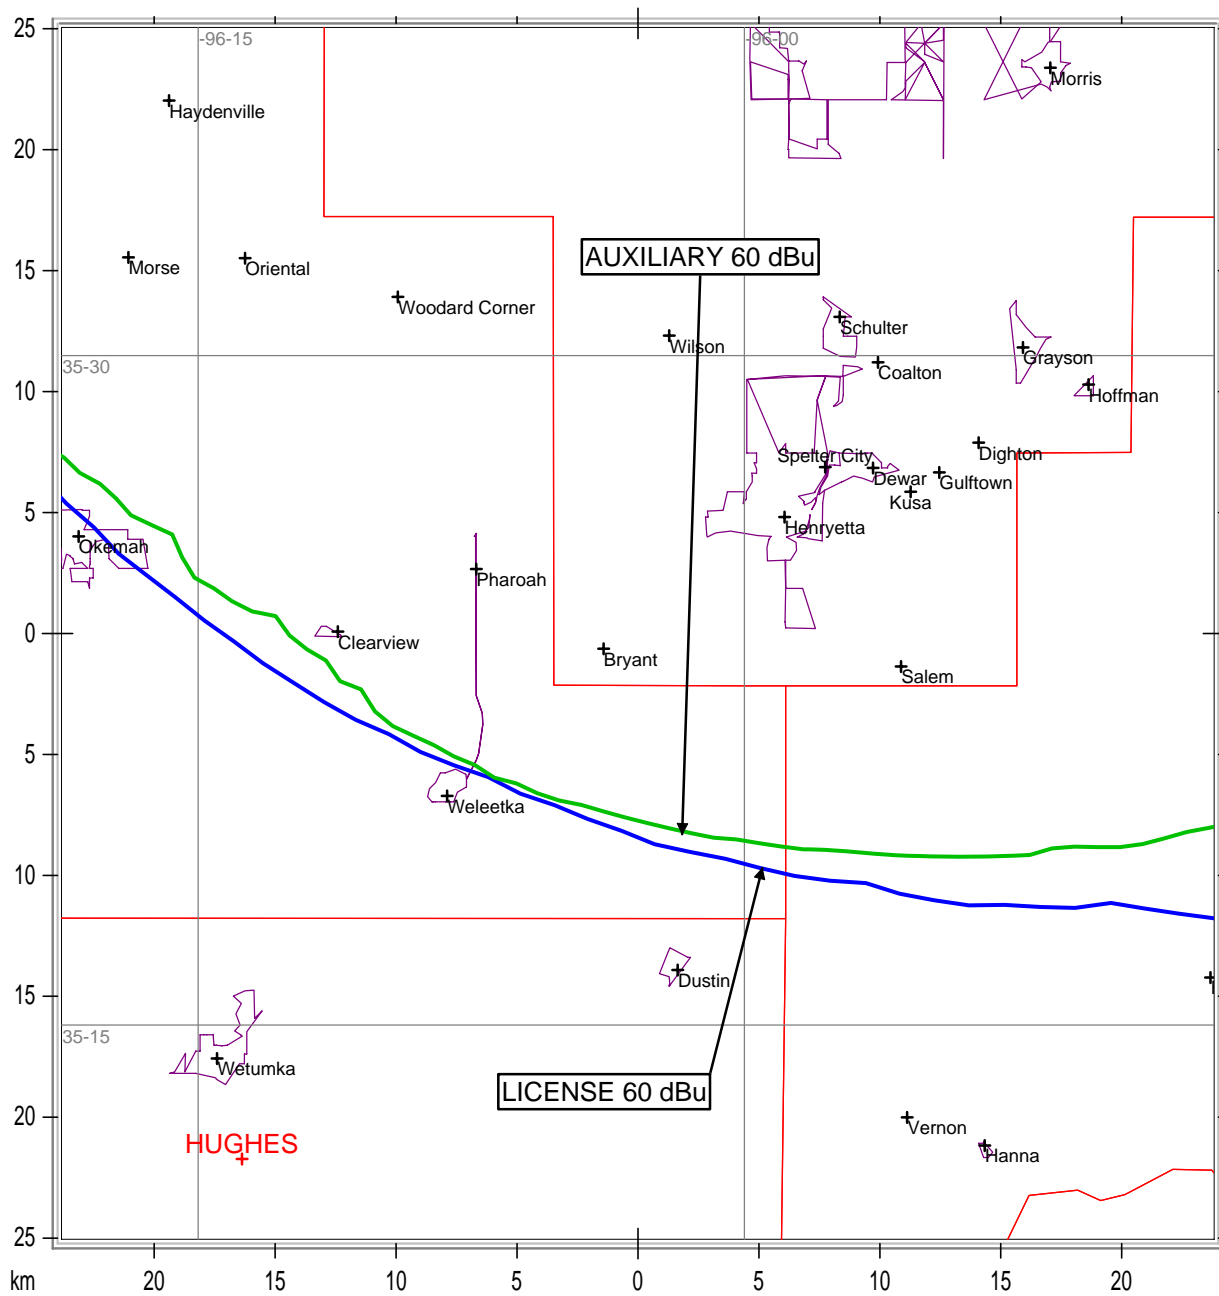 25
-96-15
-96-00
Morris
Haydenville
20
AUXILIARY 60 dBu
15
Morse
Oriental
Woodard Corner
Schulter
Wilson
Grayson
35-30
Coalton
10
Hoffman
Spelter City
Dighton
Dewar
Gulftown
Kusa
5
Henryetta
Okemah
Pharoah
0
Clearview
Bryant
Salem
5
Weleetka
10
Dustin
15
35-15
Wetumka
LICENSE 60 dBu
20
Vernon
HUGHES
Hanna
25
km
20
15
10
5
0
5
10
15
20